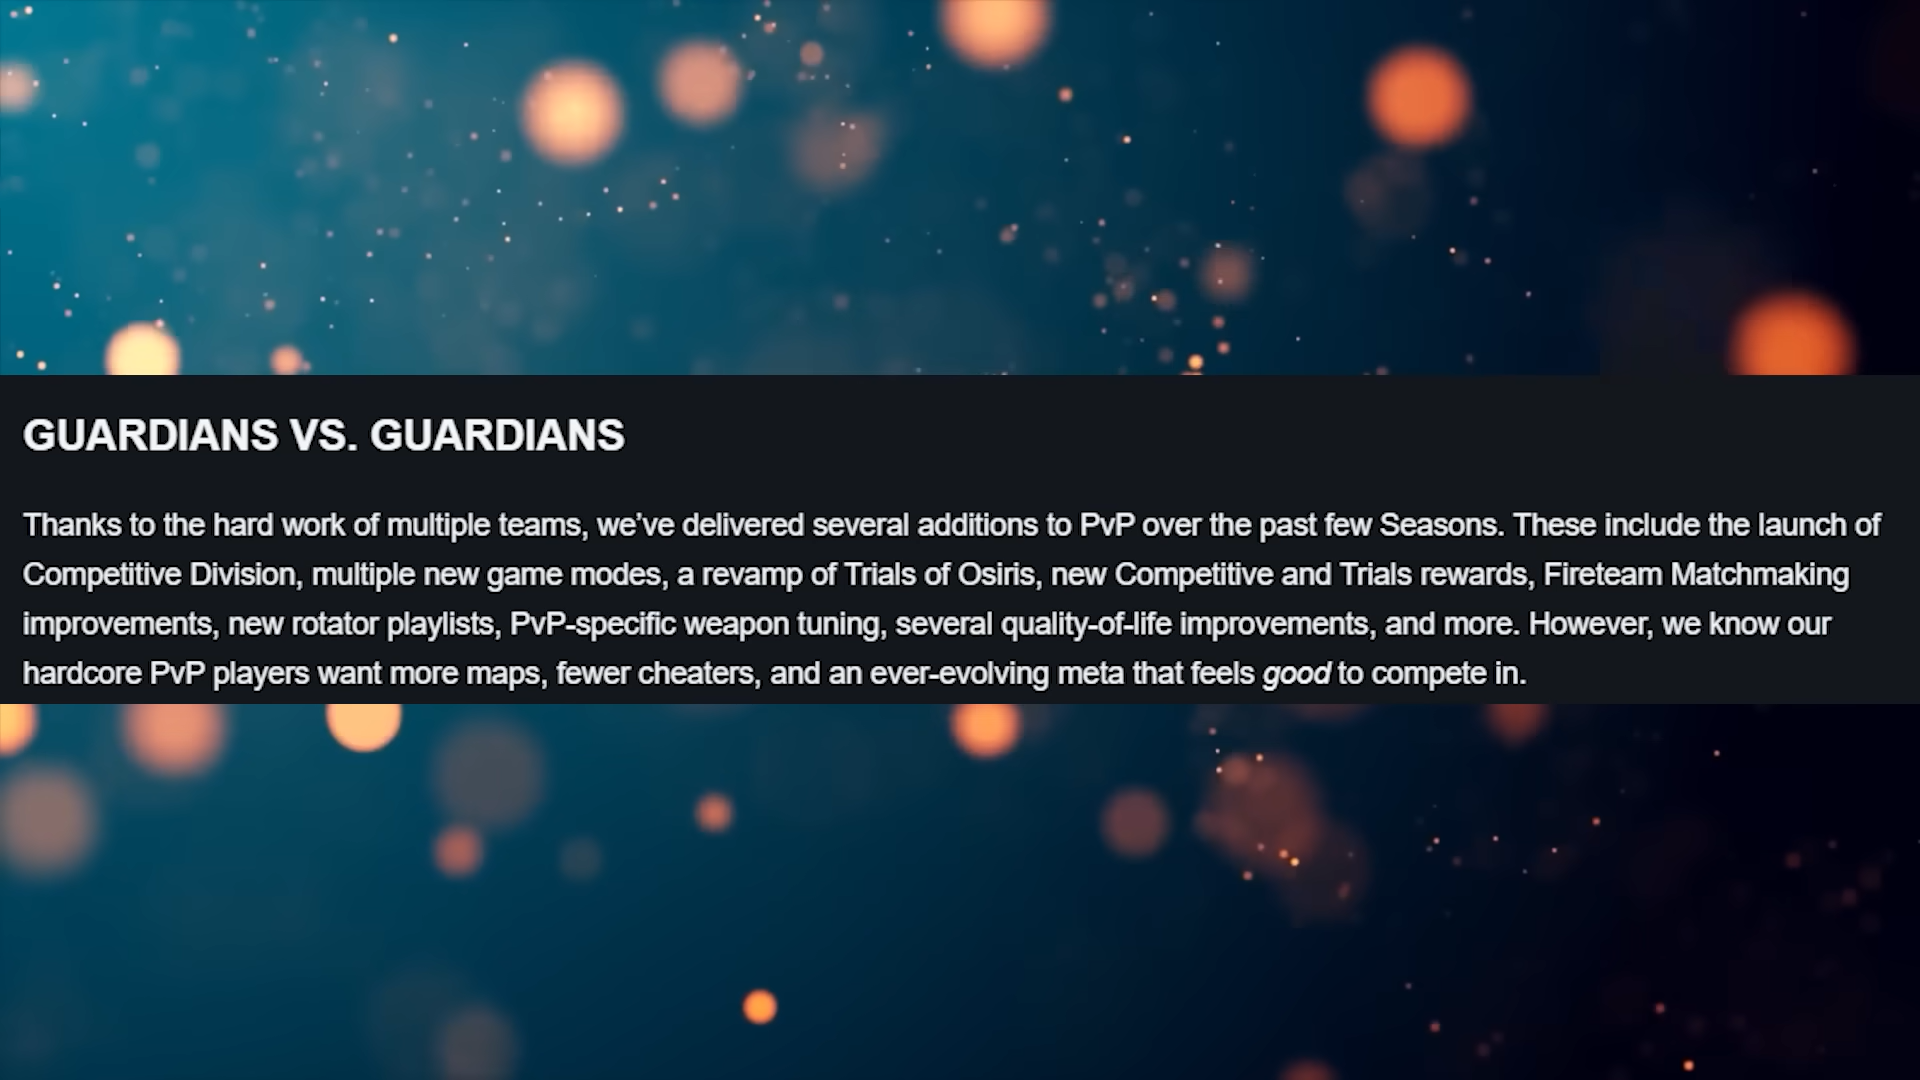 GUARDIANS VS. GUARDIANS
Thanks to the hard work of multiple teams, we’ve delivered several additions to PvP over the past few Seasons. These include the launch of
Competitive Division, multiple new game modes, a revamp of Trials of Osiris, new Competitive and Trials rewards, Fireteam Matchmaking
improvements, new rotator playlists, PvP-specific weapon tuning, several quality-of-life improvements, and more. However, we know our
hardcore PvP players want more maps, fewer cheaters, and an ever-evolving meta that feels good to compete in.